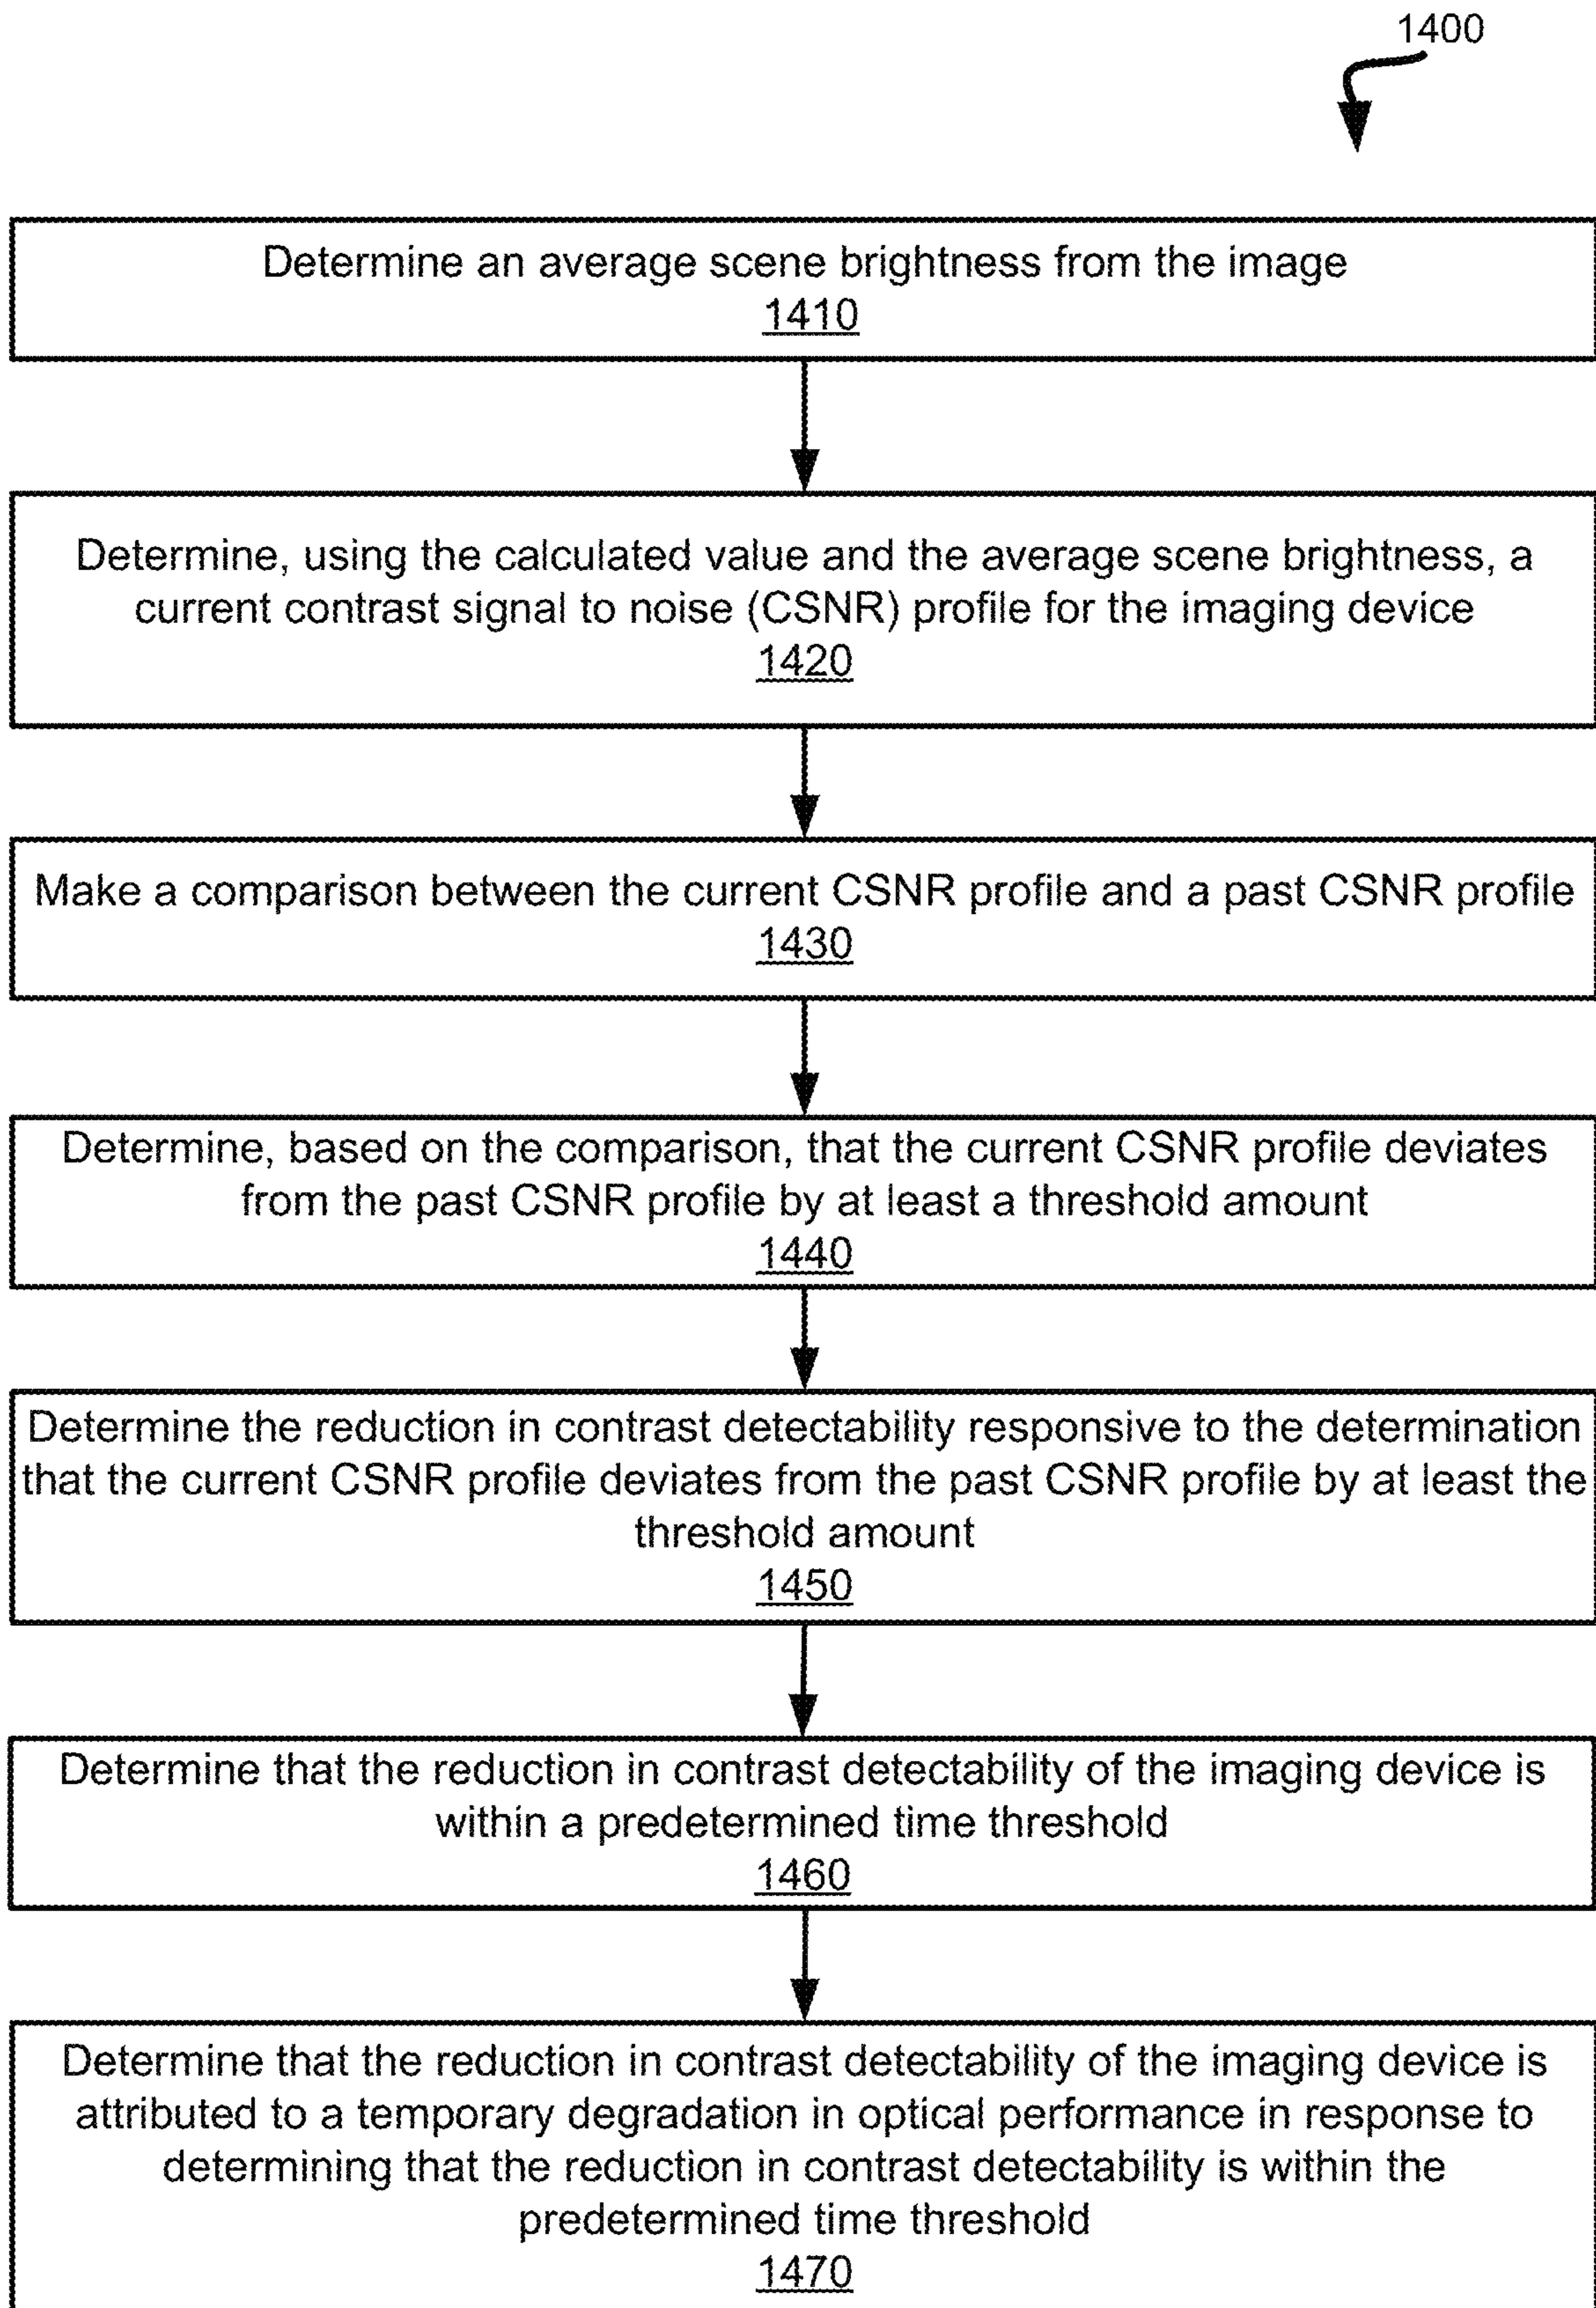 1400
Determine an average scene brightness from the image
1410
Determine, using the calculated value and the average scene brightness, a
current contrast signal to noise (CSNR) profile for the imaging device
1420
Make a comparison between the current CSNR profile and a past CSNR profile
1430
Determine, based on the comparison, that the current CSNR profile deviates
from the past CSNR profile by at least a threshold amount
1440
Determine the reduction in contrast detectability responsive to the determination
that the current CSNR profile deviates from the past CSNR profile by at least the
threshold amount
1450
Determine that the reduction in contrast detectability of the imaging device is
within a predetermined time threshold
1460
Determine that the reduction in contrast detectability of the imaging device is
attributed to a temporary degradation in optical performance in response to
determining that the reduction in contrast detectability is within the
predetermined time threshold
1470